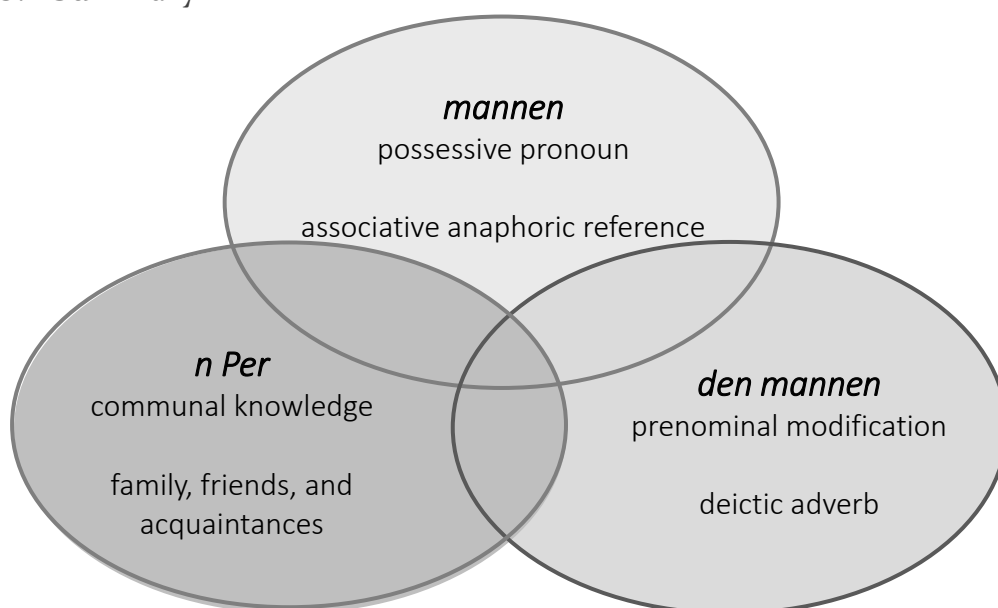 mannen
possessive pronoun
associative anaphoric reference
n Per
communal knowledge
family, friends, and
acquaintances
den mannen
prenominal modification
deictic adverb